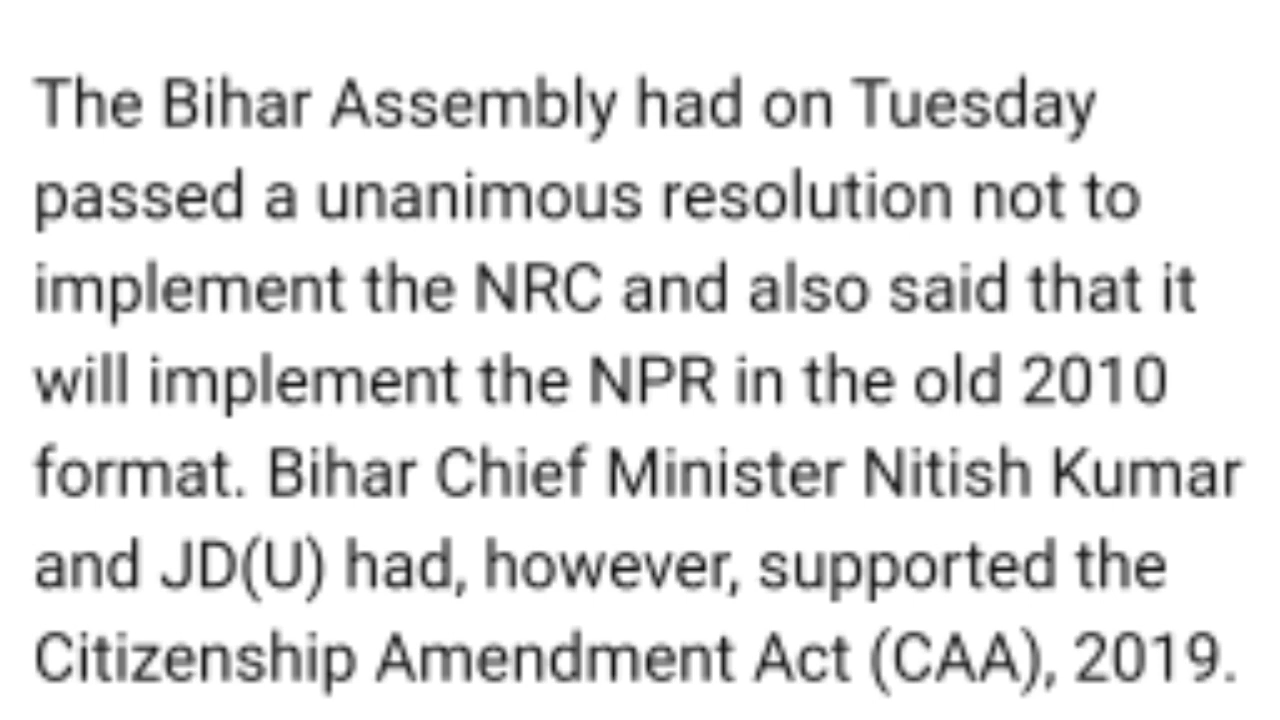 The Bihar Assembly had on Tuesday
passed a unanimous resolution not to
implement the NRC and also said that it
will implement the NPR in the old 2010
format. Bihar Chief Minister Nitish Kumar
and JD(U) had, however, supported the
Citizenship Amendment Act (CAA), 2019.